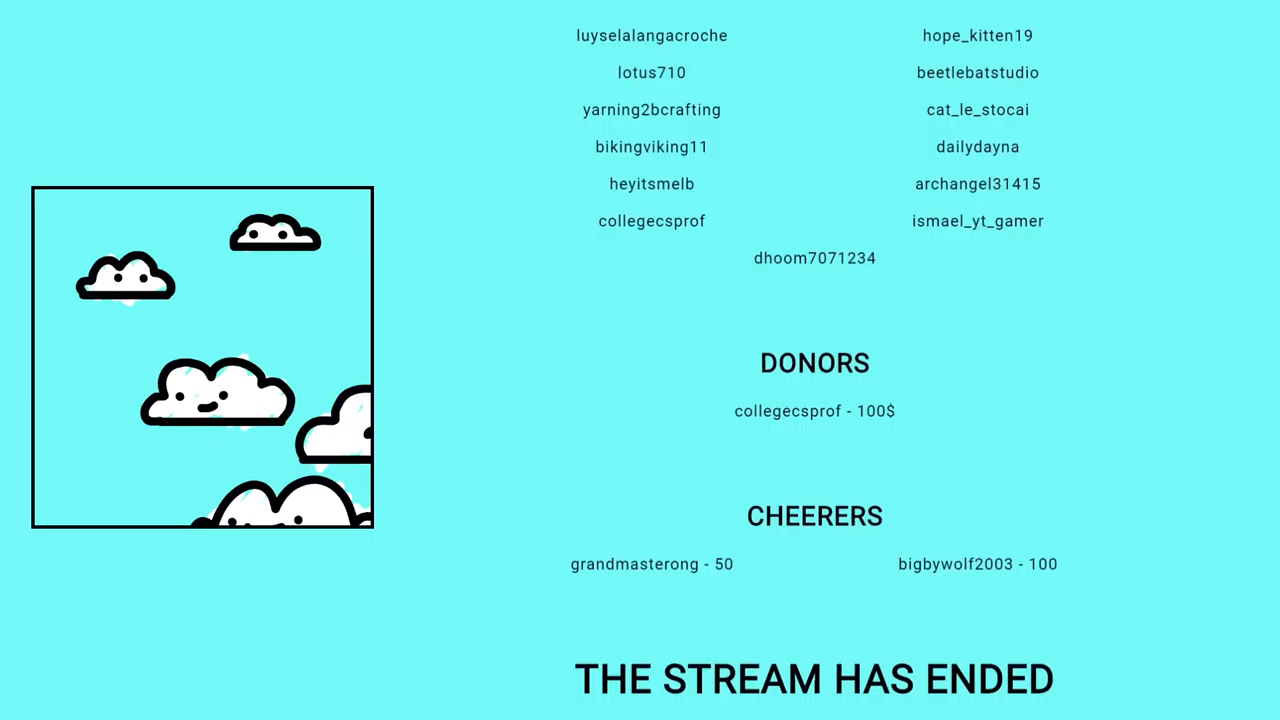 luyselalangacroche hope_kitten19
lotus710 beetlebatstudio
yarning2bcrafting cat_le_stocai
bikingviking11 dailydayna
heyitsmelb archangel31415
collegecsprof ismael_yt_gamer
dhoom7071234
DONORS
collegecsprof - 100$
CHEERERS
grandmasterong - 50 bigbywolf2003 - 100
THE STREAM HAS ENDED